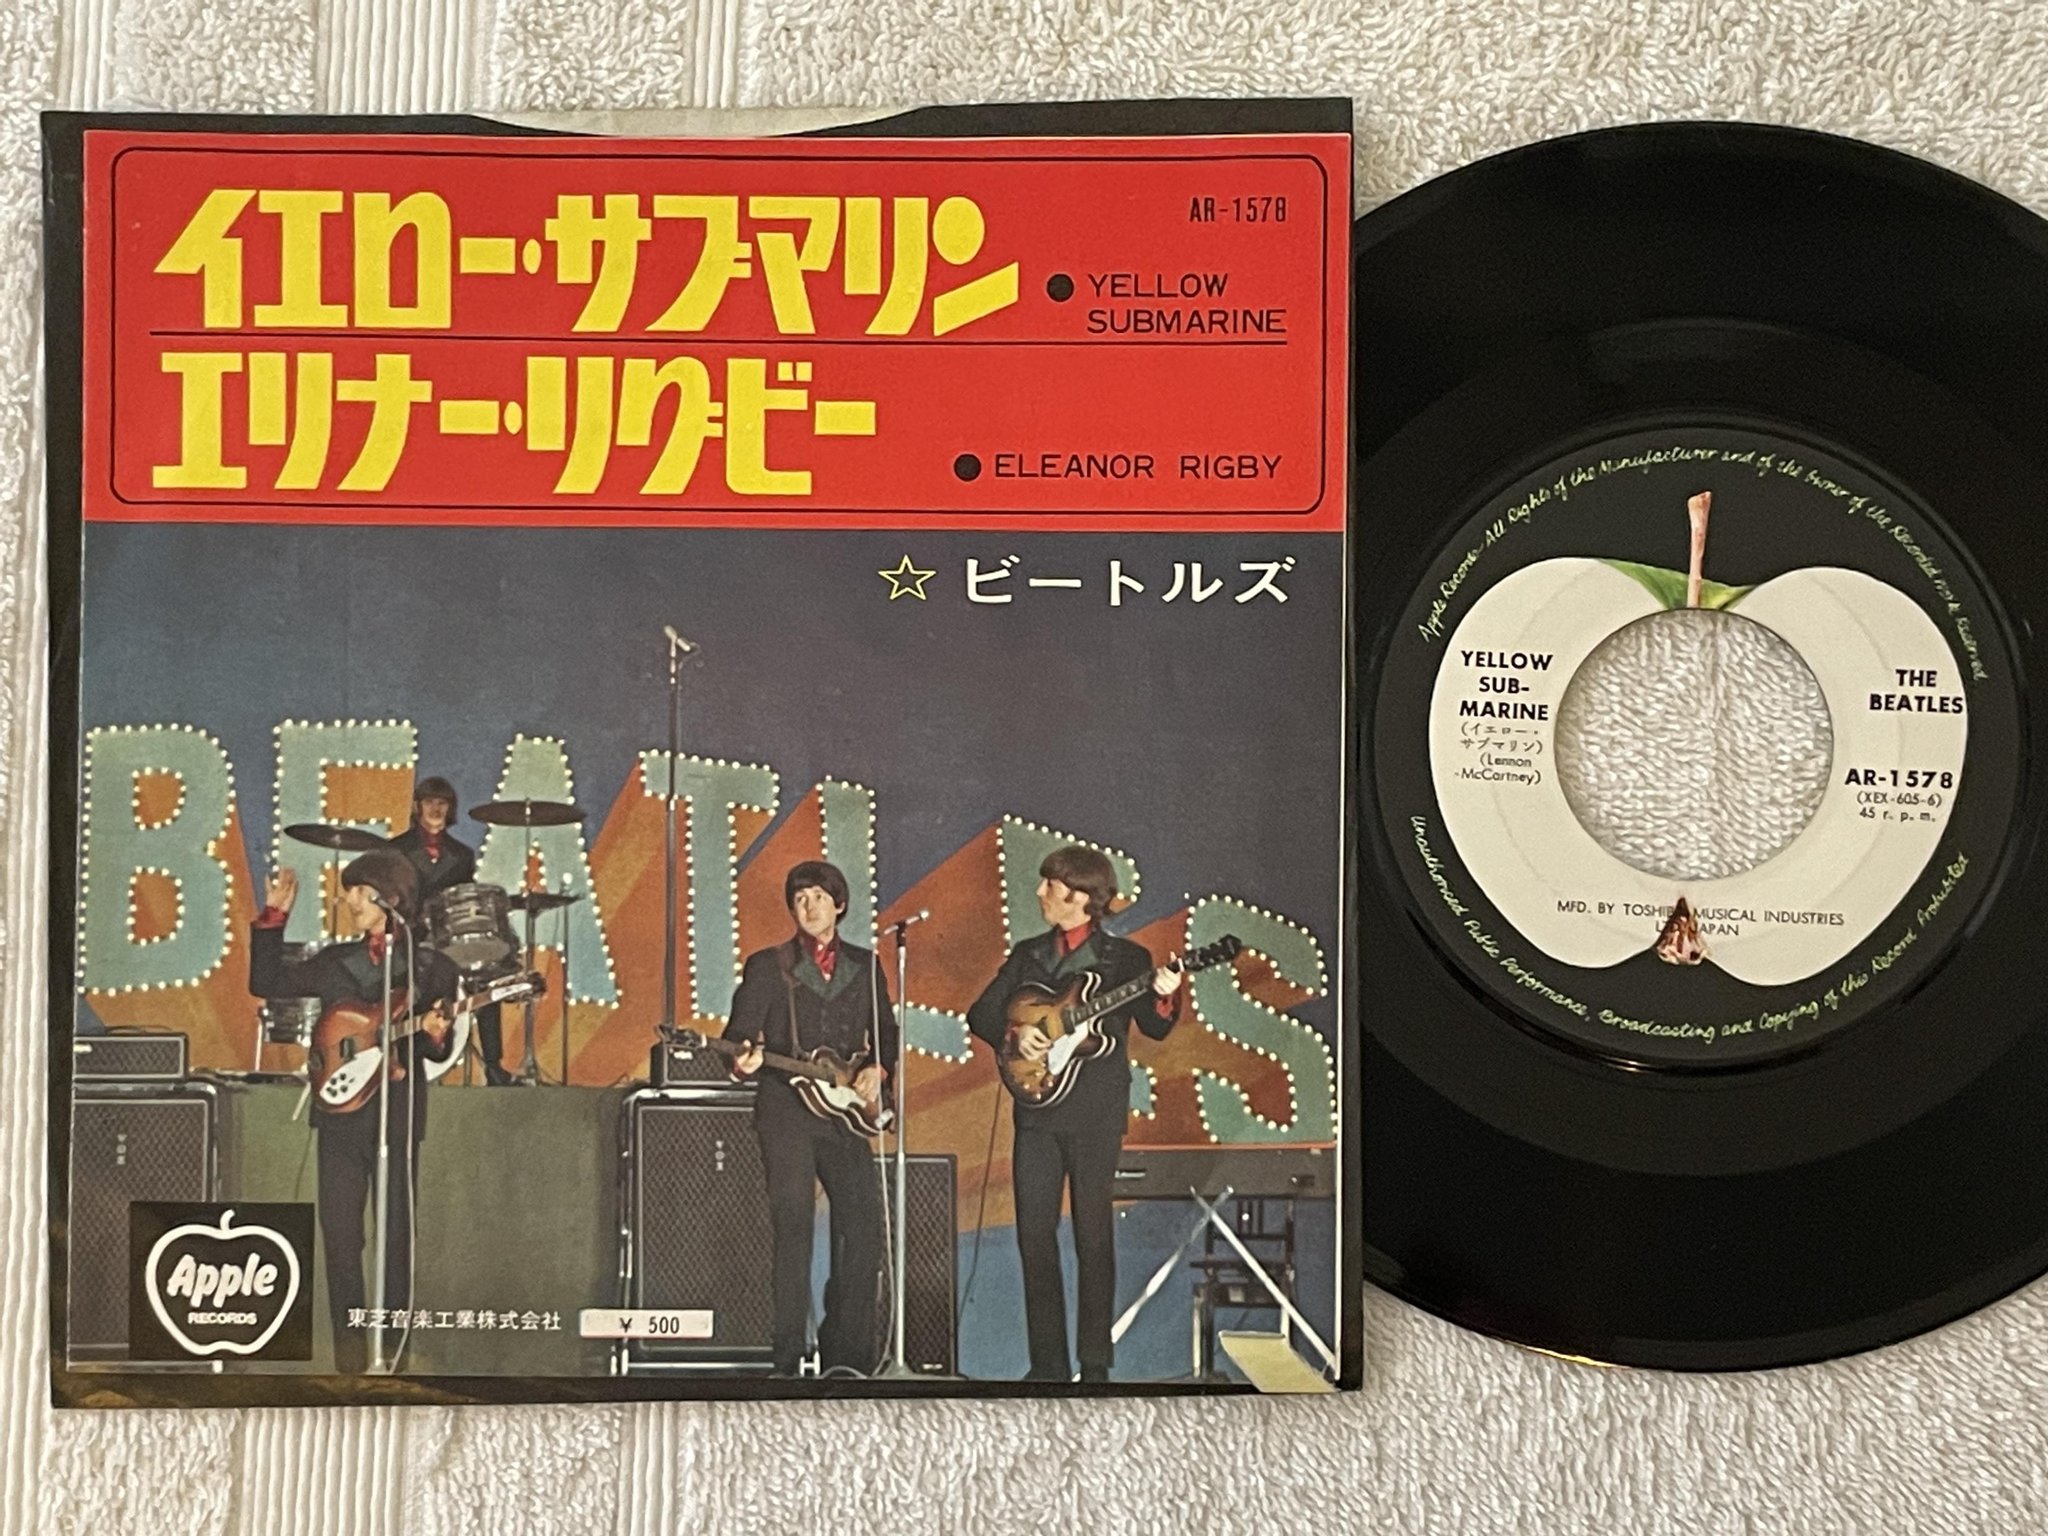 イエロー・サブマリン
AR-1578
● YELLOW
SUBMARINE
エリナー・リグビー
● ELEANOR RIGBY
☆ ビートルズ
BEATLES
VOX
VOX
Apple
RECORDS
東芝音楽工業株式会社
¥ 500
Apple Records All Rights of the Manufacturer and of the Owner of the Recorded Work Reserved
YELLOW
SUB-
MARINE
(イエロー・
サブマリン)
(Lennon
-McCartney)
THE
BEATLES
AR-1578
(XEX-605-6)
45 r. p. m.
MFD. BY TOSHIBA MUSICAL INDUSTRIES
LTD. JAPAN
Unauthorised Public Performance, Broadcasting and Copying of this Record Prohibited